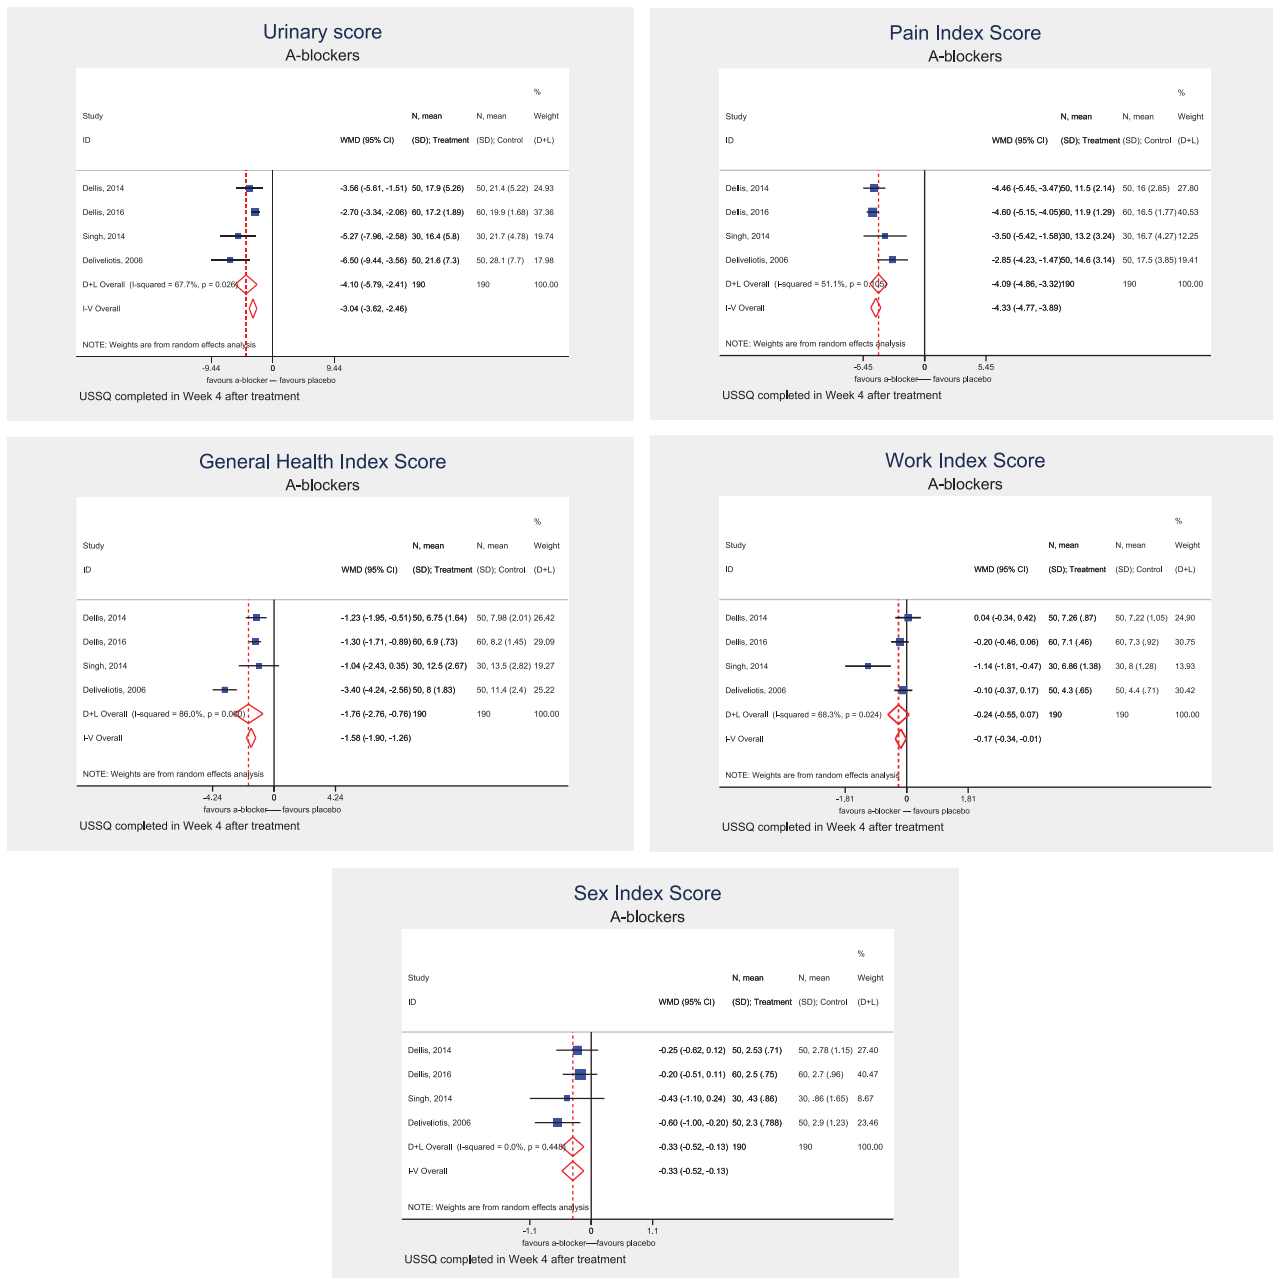 Urinary score
A-blockers
%
Study N, mean N, mean Weight
ID WMD (95% CI) (SD); Treatment (SD); Control (D+L)
Dellis, 2014 -3.56 (-5.61, -1.51) 50, 17.9 (5.26) 50, 21.4 (5.22) 24.93
Dellis, 2016 -2.70 (-3.34, -2.06) 60, 17.2 (1.89) 60, 19.9 (1.68) 37.36
Singh, 2014 -5.27 (-7.96, -2.58) 30, 16.4 (5.8) 30, 21.7 (4.78) 19.74
Deliveliotis, 2006 -6.50 (-9.44, -3.56) 50, 21.6 (7.3) 50, 28.1 (7.7) 17.98
D+L Overall (I-squared = 67.7%, p = 0.026) -4.10 (-5.79, -2.41) 190 190 100.00
I-V Overall -3.04 (-3.62, -2.46)
NOTE: Weights are from random effects analysis
-9.44 0 9.44
favours a-blocker — favours placebo
USSQ completed in Week 4 after treatment
Pain Index Score
A-blockers
%
Study N, mean N, mean Weight
ID WMD (95% CI) (SD); Treatment (SD); Control (D+L)
Dellis, 2014 -4.46 (-5.45, -3.47) 50, 11.5 (2.14) 50, 16 (2.85) 27.80
Dellis, 2016 -4.60 (-5.15, -4.05) 60, 11.9 (1.29) 60, 16.5 (1.77) 40.53
Singh, 2014 -3.50 (-5.42, -1.58) 30, 13.2 (3.24) 30, 16.7 (4.27) 12.25
Deliveliotis, 2006 -2.85 (-4.23, -1.47) 50, 14.6 (3.14) 50, 17.5 (3.85) 19.41
D+L Overall (I-squared = 51.1%, p = 0.105) -4.09 (-4.86, -3.32) 190 190 100.00
I-V Overall -4.33 (-4.77, -3.89)
NOTE: Weights are from random effects analysis
-5.45 0 5.45
favours a-blocker — favours placebo
USSQ completed in Week 4 after treatment
General Health Index Score
A-blockers
%
Study N, mean N, mean Weight
ID WMD (95% CI) (SD); Treatment (SD); Control (D+L)
Dellis, 2014 -1.23 (-1.95, -0.51) 50, 6.75 (1.64) 50, 7.98 (2.01) 26.42
Dellis, 2016 -1.30 (-1.71, -0.89) 60, 6.9 (.73) 60, 8.2 (1.45) 29.09
Singh, 2014 -1.04 (-2.43, 0.35) 30, 12.5 (2.67) 30, 13.5 (2.82) 19.27
Deliveliotis, 2006 -3.40 (-4.24, -2.56) 50, 8 (1.83) 50, 11.4 (2.4) 25.22
D+L Overall (I-squared = 86.0%, p = 0.000) -1.76 (-2.76, -0.76) 190 190 100.00
I-V Overall -1.58 (-1.90, -1.26)
NOTE: Weights are from random effects analysis
-4.24 0 4.24
favours a-blocker — favours placebo
USSQ completed in Week 4 after treatment
Work Index Score
A-blockers
%
Study N, mean N, mean Weight
ID WMD (95% CI) (SD); Treatment (SD); Control (D+L)
Dellis, 2014 0.04 (-0.34, 0.42) 50, 7.26 (.87) 50, 7.22 (1.05) 24.90
Dellis, 2016 -0.20 (-0.46, 0.06) 60, 7.1 (.46) 60, 7.3 (.92) 30.75
Singh, 2014 -1.14 (-1.81, -0.47) 30, 6.86 (1.38) 30, 8 (1.28) 13.93
Deliveliotis, 2006 -0.10 (-0.37, 0.17) 50, 4.3 (.65) 50, 4.4 (.71) 30.42
D+L Overall (I-squared = 68.3%, p = 0.024) -0.24 (-0.55, 0.07) 190 190 100.00
I-V Overall -0.17 (-0.34, -0.01)
NOTE: Weights are from random effects analysis
-1.81 0 1.81
favours a-blocker — favours placebo
USSQ completed in Week 4 after treatment
Sex Index Score
A-blockers
%
Study N, mean N, mean Weight
ID WMD (95% CI) (SD); Treatment (SD); Control (D+L)
Dellis, 2014 -0.25 (-0.62, 0.12) 50, 2.53 (.71) 50, 2.78 (1.15) 27.40
Dellis, 2016 -0.20 (-0.51, 0.11) 60, 2.5 (.75) 60, 2.7 (.96) 40.47
Singh, 2014 -0.43 (-1.10, 0.24) 30, .43 (.86) 30, .86 (1.65) 8.67
Deliveliotis, 2006 -0.60 (-1.00, -0.20) 50, 2.3 (.788) 50, 2.9 (1.23) 23.46
D+L Overall (I-squared = 0.0%, p = 0.448) -0.33 (-0.52, -0.13) 190 190 100.00
I-V Overall -0.33 (-0.52, -0.13)
NOTE: Weights are from random effects analysis
-1.1 0 1.1
favours a-blocker — favours placebo
USSQ completed in Week 4 after treatment